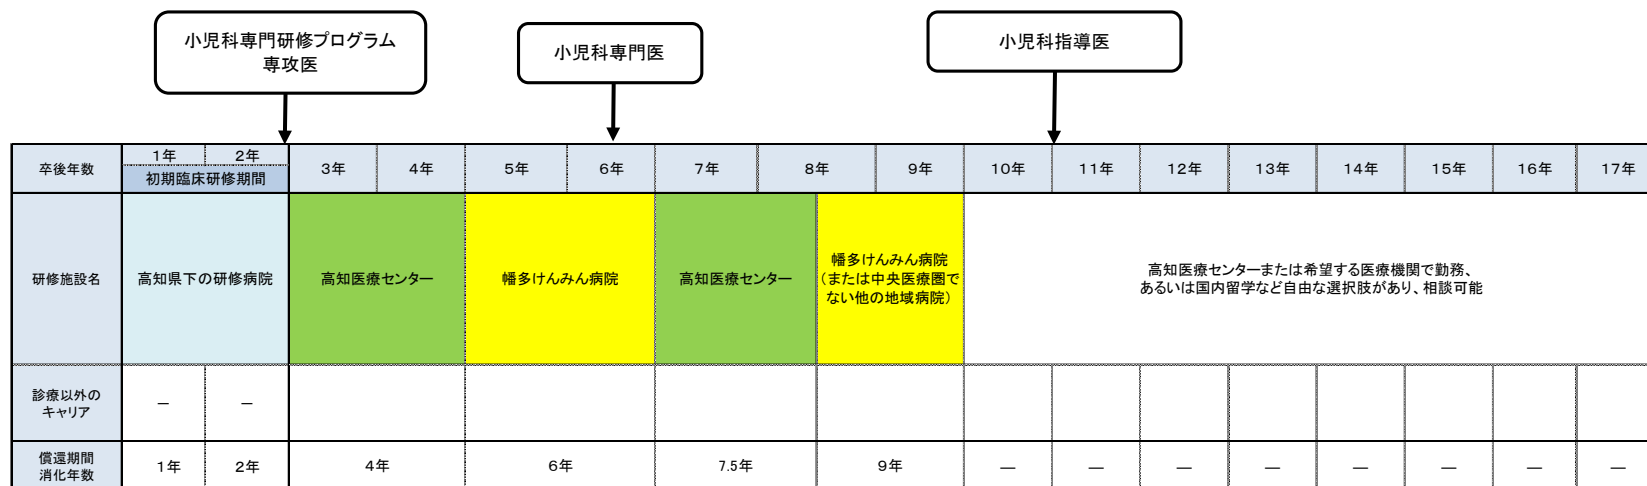 小児科専門研修プログラム
専攻医
小児科専門医
小児科指導医
卒後年数
1年
2年
初期臨床研修期間
3年
4年
5年
6年
7年
8年
9年
10年
11年
12年
13年
14年
15年
16年
17年
研修施設名
高知県下の研修病院
高知医療センター
幡多けんみん病院
高知医療センター
幡多けんみん病院
（または中央医療圏で
ない他の地域病院）
高知医療センターまたは希望する医療機関で勤務、
あるいは国内留学など自由な選択肢があり、相談可能
診療以外の
キャリア
－
－
償還期間
消化年数
1年
2年
4年
6年
7.5年
9年
―
―
―
―
―
―
―
―